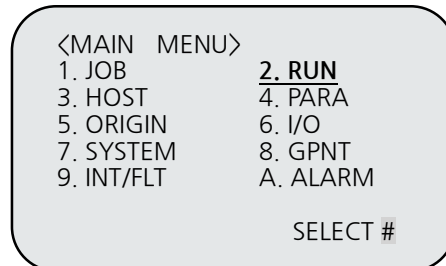 〈MAIN MENU〉
1. JOB 2. RUN
3. HOST 4. PARA
5. ORIGIN 6. I/O
7. SYSTEM 8. GPNT
9. INT/FLT A. ALARM
SELECT #